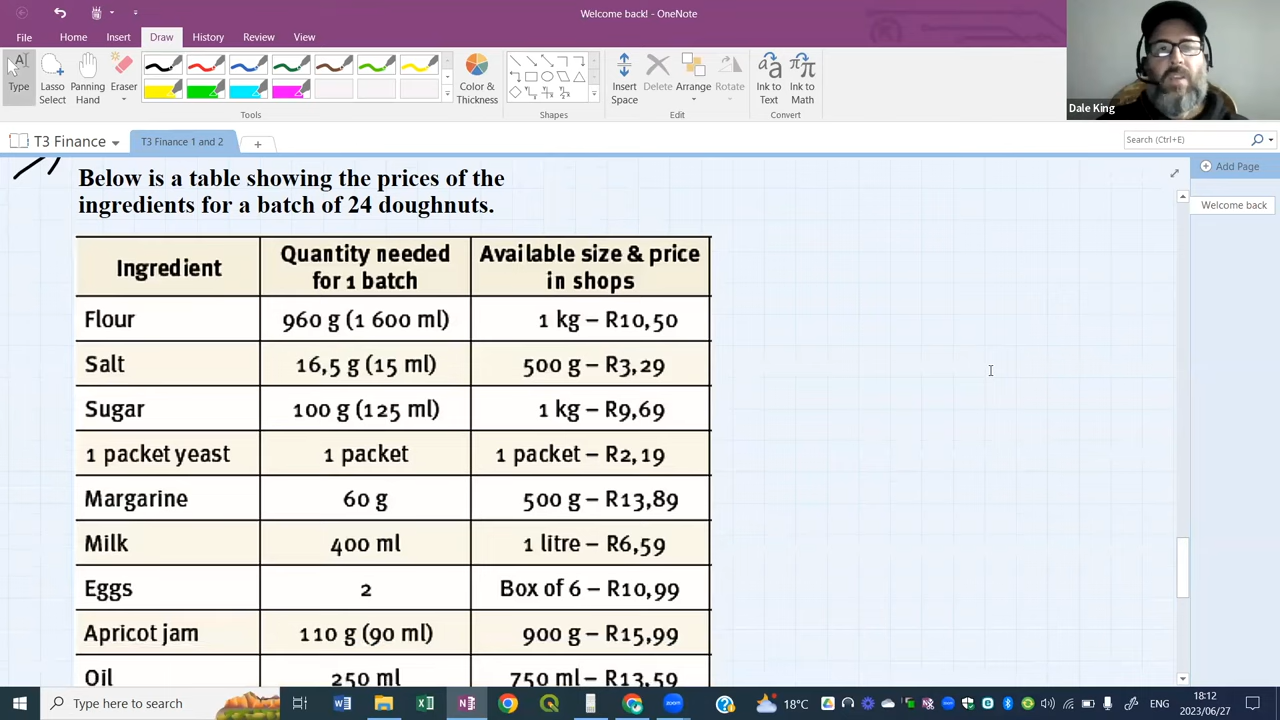 Welcome back! - OneNote
File Home Insert Draw History Review View
Type
Lasso Select
Panning Hand
Eraser
Color & Thickness
Insert Space
Delete
Arrange
Rotate
Ink to Text
Ink to Math
Tools
Shapes
Edit
Convert
Dale King
T3 Finance
T3 Finance 1 and 2
Search (Ctrl+E)
Add Page
Welcome back
Below is a table showing the prices of the
ingredients for a batch of 24 doughnuts.
Ingredient Quantity needed for 1 batch Available size & price in shops
Flour 960 g (1 600 ml) 1 kg – R10,50
Salt 16,5 g (15 ml) 500 g – R3,29
Sugar 100 g (125 ml) 1 kg – R9,69
1 packet yeast 1 packet 1 packet – R2,19
Margarine 60 g 500 g – R13,89
Milk 400 ml 1 litre – R6,59
Eggs 2 Box of 6 – R10,99
Apricot jam 110 g (90 ml) 900 g – R15,99
Oil 250 ml 750 ml – R13,59
Type here to search
18°C
18:12
2023/06/27